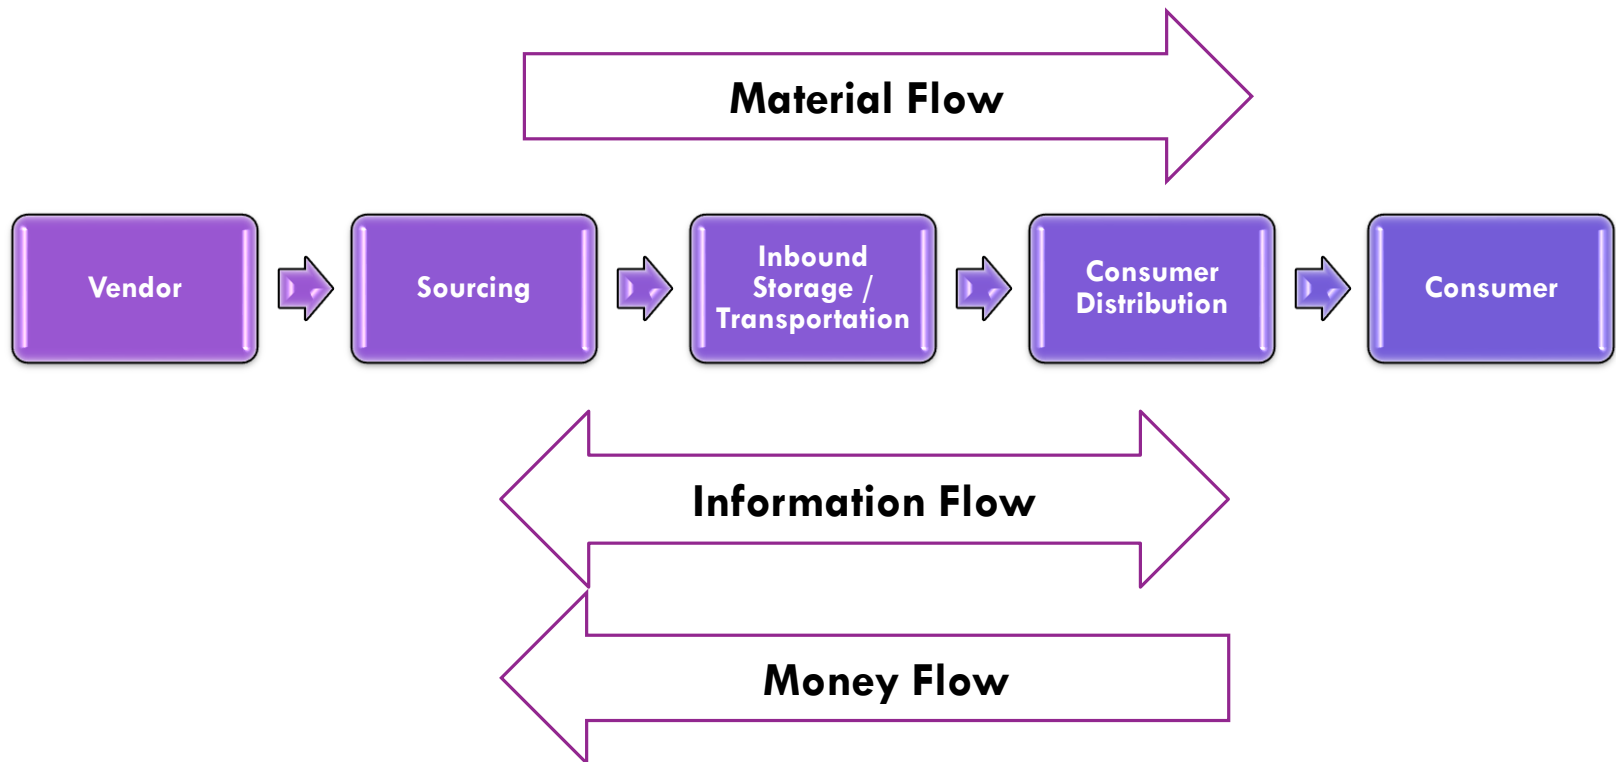 Material Flow
Vendor
Sourcing
Inbound
Storage /
Transportation
Consumer
Distribution
Consumer
Information Flow
Money Flow